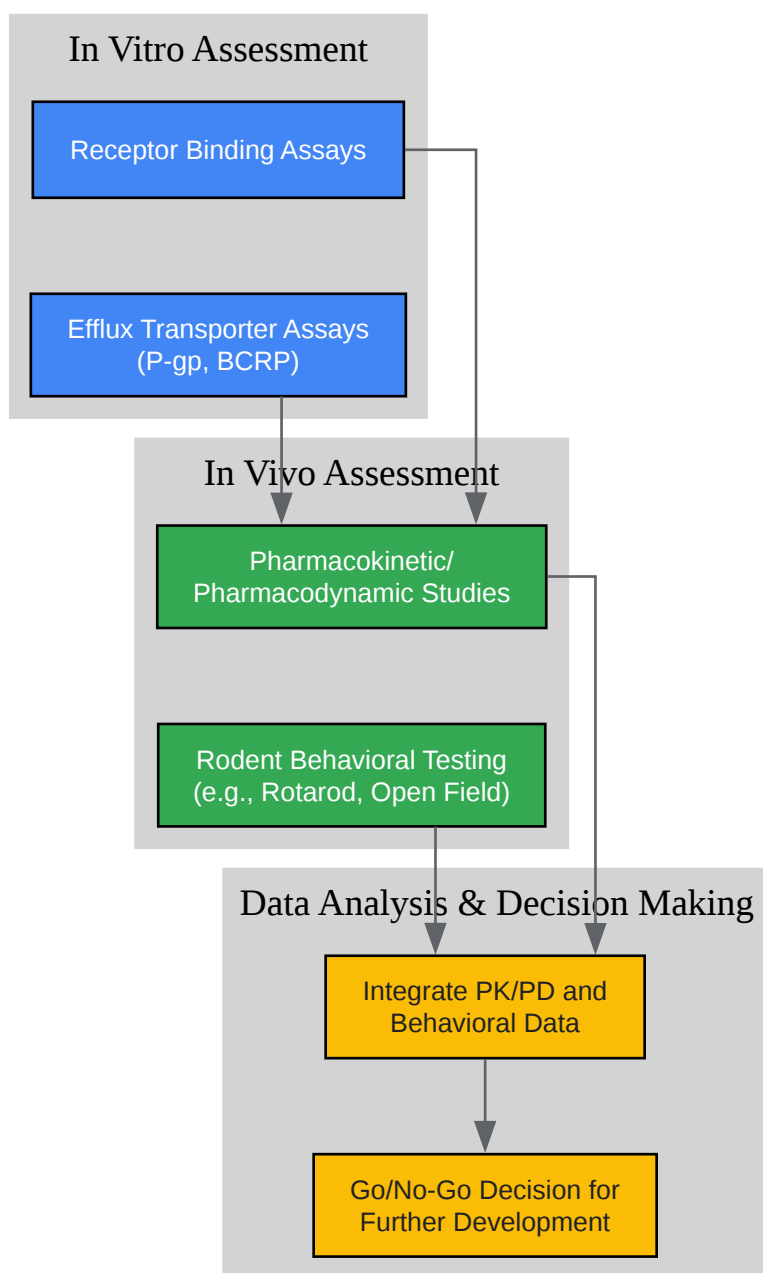 In Vitro Assessment
Receptor Binding Assays
Efflux Transporter Assays
(P-gp, BCRP)
In Vivo Assessment
Pharmacokinetic/
Pharmacodynamic Studies
Rodent Behavioral Testing
(e.g., Rotarod, Open Field)
Data Analysis & Decision Making
Integrate PK/PD and
Behavioral Data
Go/No-Go Decision for
Further Development